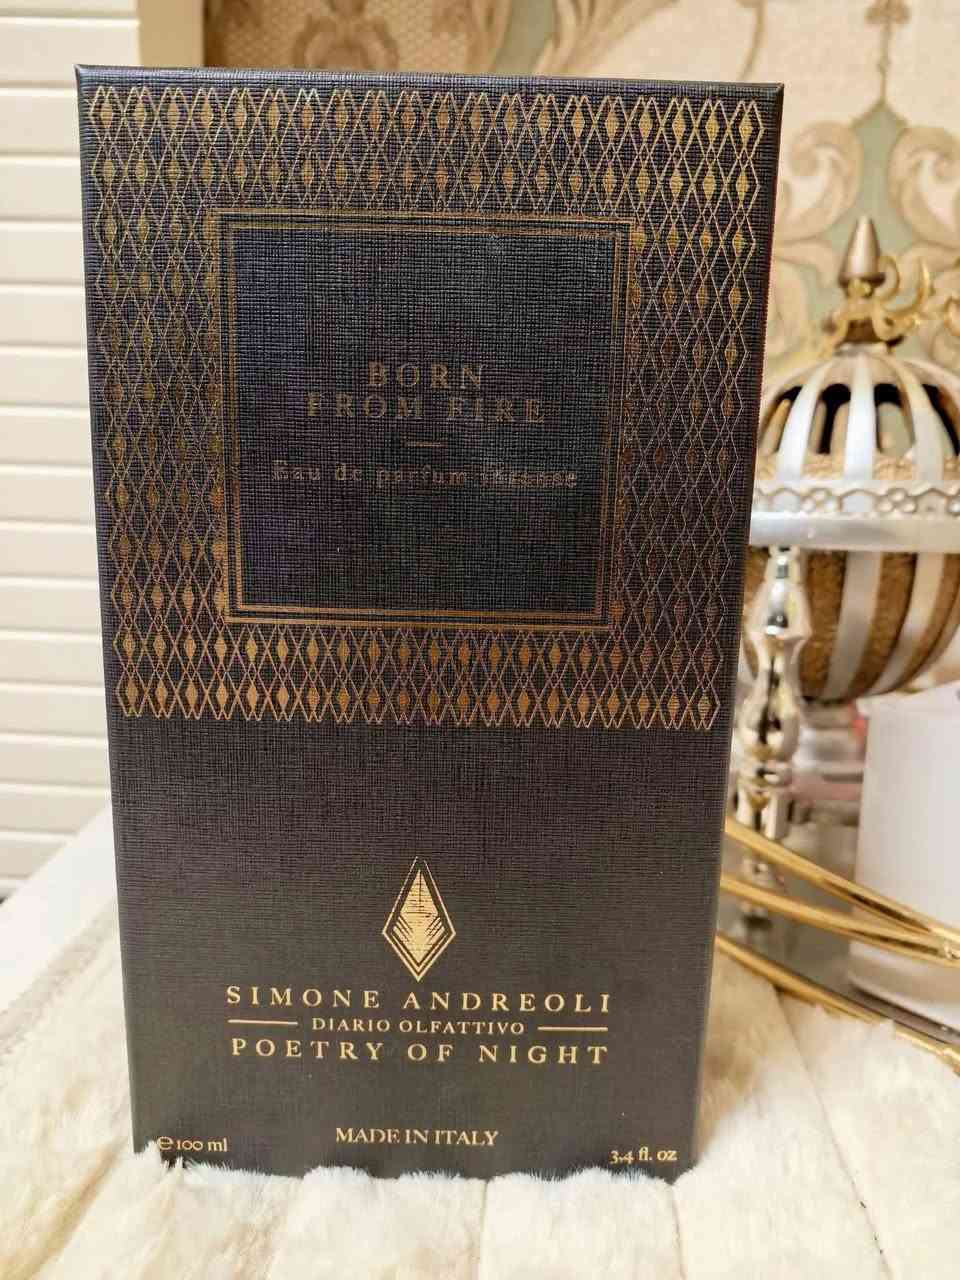 BORN
FROM FIRE
Eau de parfum intense
SIMONE ANDREOLI
DIARIO OLFATTIVO
POETRY OF NIGHT
MADE IN ITALY
℮ 100 ml
3,4 fl. oz